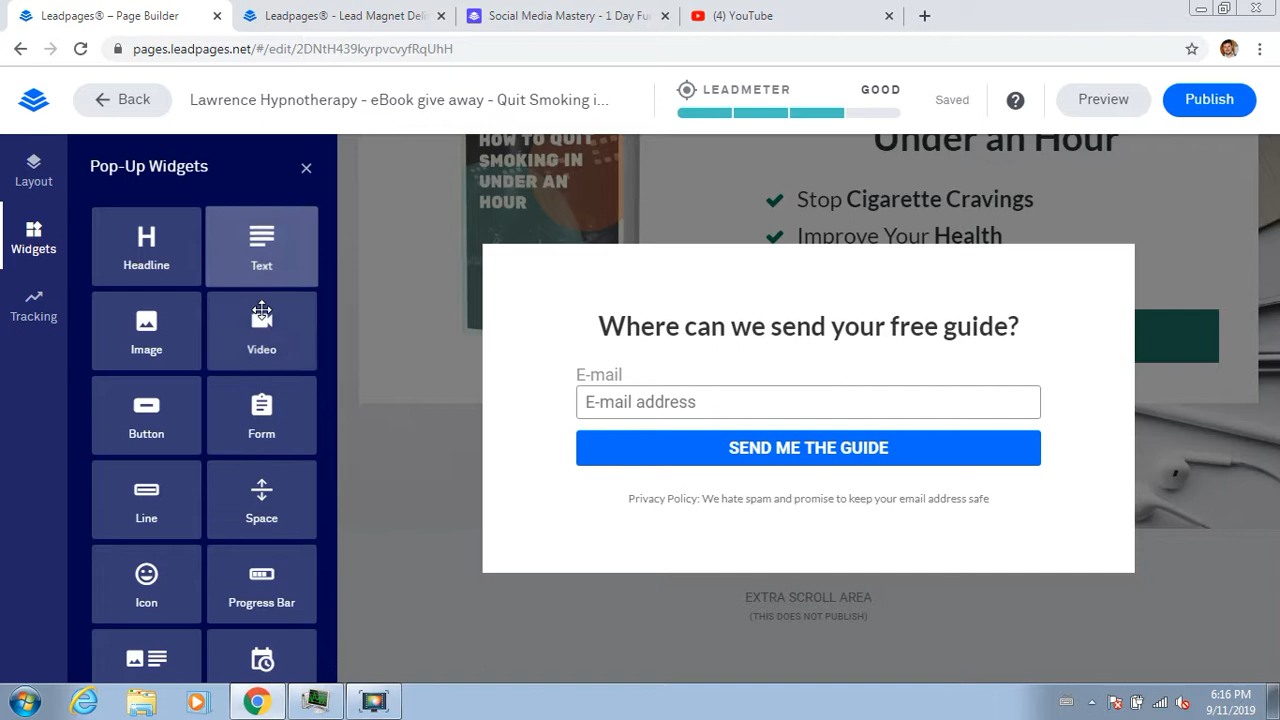 Leadpages® – Page Builder
Leadpages® - Lead Magnet Deli
Social Media Mastery - 1 Day Fu
(4) YouTube
pages.leadpages.net/#/edit/2DNtH439kyrpvcvyfRqUhH
Back
Lawrence Hypnotherapy - eBook give away - Quit Smoking i...
LEADMETER
GOOD
Saved
Preview
Publish
Layout
Widgets
Tracking
Pop-Up Widgets
Headline
Text
Image
Video
Button
Form
Line
Space
Icon
Progress Bar
HOW TO QUIT
SMOKING IN
UNDER AN
HOUR
Under an Hour
Stop Cigarette Cravings
Improve Your Health
Where can we send your free guide?
E-mail
E-mail address
SEND ME THE GUIDE
Privacy Policy: We hate spam and promise to keep your email address safe
EXTRA SCROLL AREA
(THIS DOES NOT PUBLISH)
6:16 PM
9/11/2019